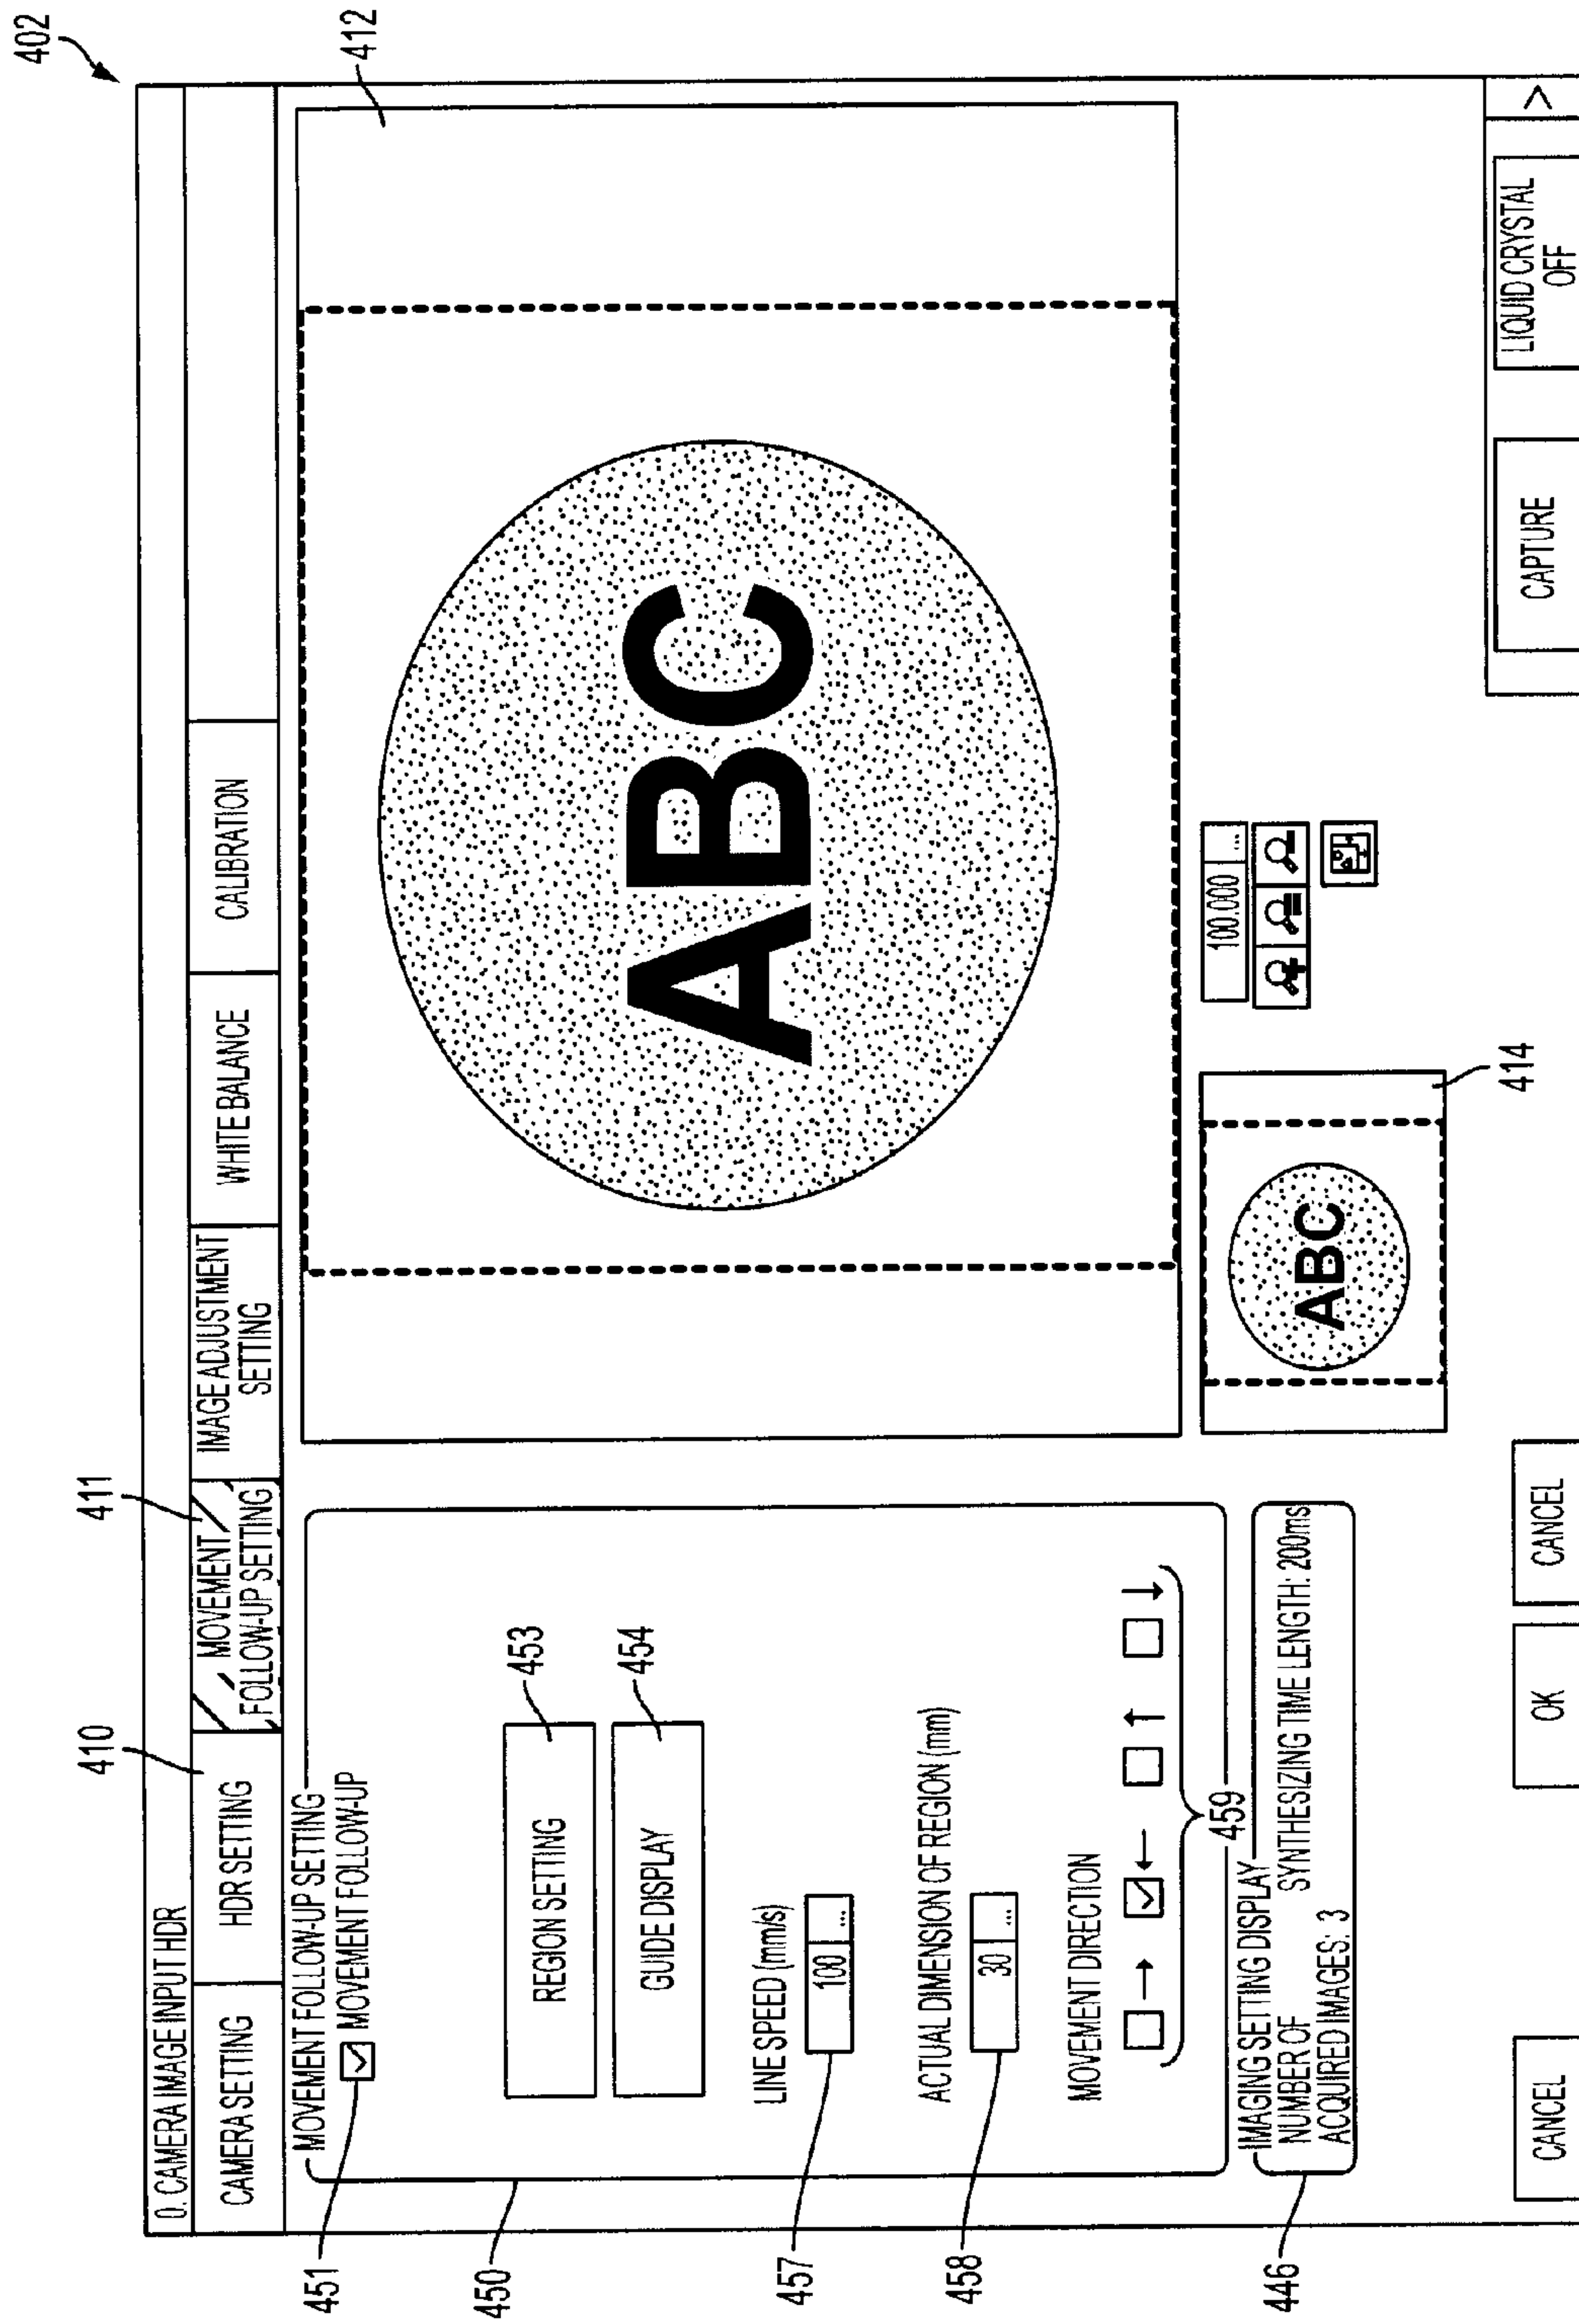 402
0. CAMERA IMAGE INPUT HDR
410
411
CAMERA SETTING
HDR SETTING
MOVEMENT
FOLLOW-UP SETTING
IMAGE ADJUSTMENT
SETTING
WHITE BALANCE
CALIBRATION
451
MOVEMENT FOLLOW-UP SETTING
MOVEMENT FOLLOW-UP
412
450
REGION SETTING
453
GUIDE DISPLAY
454
ABC
457
LINE SPEED (mm/s)
100 ...
458
ACTUAL DIMENSION OF REGION (mm)
30 ...
MOVEMENT DIRECTION
→ ← ↑ ↓
459
446
IMAGING SETTING DISPLAY
NUMBER OF
ACQUIRED IMAGES: 3
SYNTHESIZING TIME LENGTH: 200ms
ABC
414
100.000 ...
CANCEL
OK
CANCEL
CAPTURE
LIQUID CRYSTAL
OFF
>